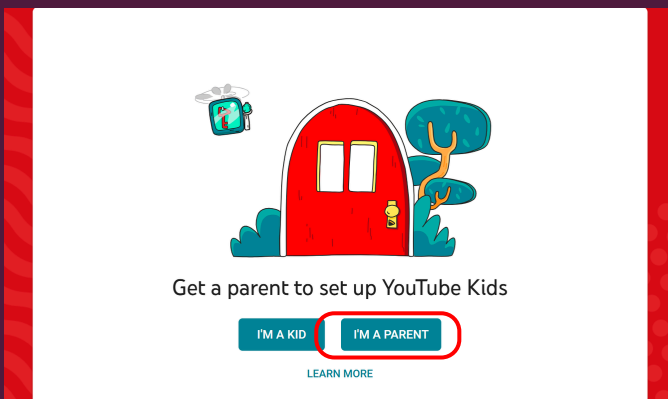 Get a parent to set up YouTube Kids
I'M A KID I'M A PARENT
LEARN MORE